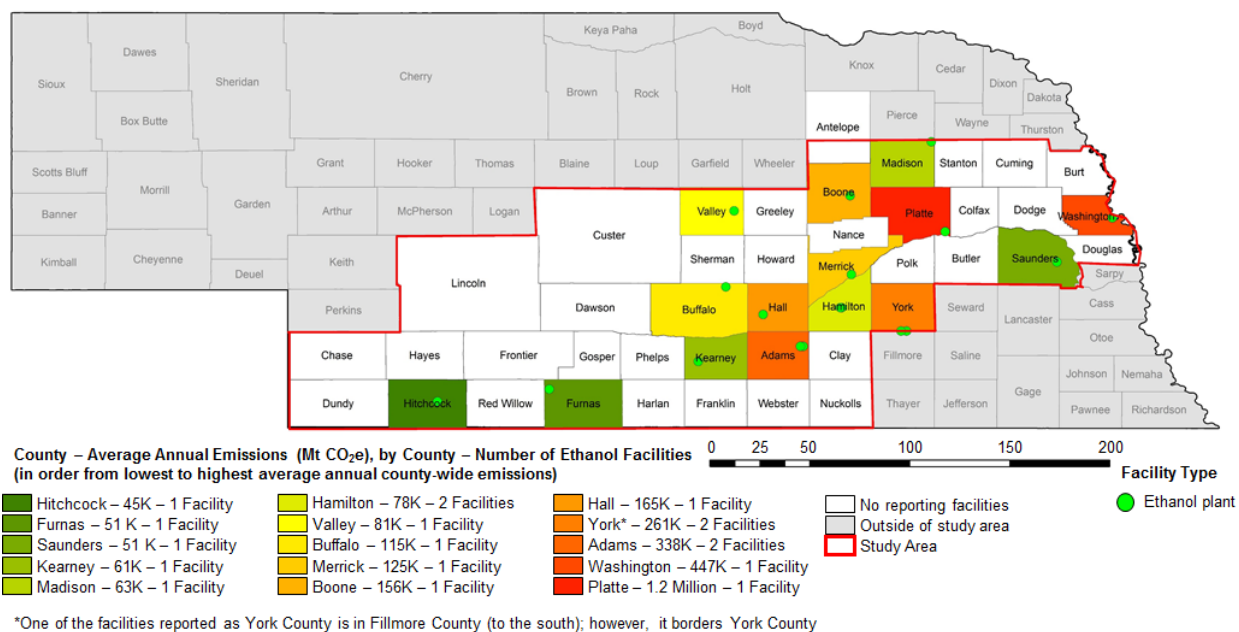 Boyd
Keya Paha
Dawes
Knox
Cedar
Sioux
Sheridan
Cherry
Dixon
Brown
Rock
Holt
Dakota
Box Butte
Antelope
Pierce
Wayne
Thurston
Scotts Bluff
Grant
Hooker
Thomas
Blaine
Loup
Garfield
Wheeler
Madison
Stanton
Cuming
Burt
Morrill
Garden
Boone
Banner
Arthur
McPherson
Logan
Valley
Greeley
Platte
Colfax
Dodge
Washington
Custer
Nance
Kimball
Cheyenne
Deuel
Keith
Sherman
Howard
Merrick
Polk
Butler
Saunders
Douglas
Sarpy
Lincoln
Perkins
Dawson
Buffalo
Hall
Hamilton
York
Seward
Lancaster
Cass
Otoe
Chase
Hayes
Frontier
Gosper
Phelps
Kearney
Adams
Clay
Fillmore
Saline
Gage
Johnson
Nemaha
Dundy
Hitchcock
Red Willow
Furnas
Harlan
Franklin
Webster
Nuckolls
Thayer
Jefferson
Pawnee
Richardson
County – Average Annual Emissions (Mt CO₂e), by County – Number of Ethanol Facilities
(in order from lowest to highest average annual county-wide emissions)
0 25 50 100 150 200
Hitchcock – 45K – 1 Facility
Furnas – 51 K – 1 Facility
Saunders – 51 K – 1 Facility
Kearney – 61K – 1 Facility
Madison – 63K – 1 Facility
Hamilton – 78K – 2 Facilities
Valley – 81K – 1 Facility
Buffalo – 115K – 1 Facility
Merrick – 125K – 1 Facility
Boone – 156K – 1 Facility
Hall – 165K – 1 Facility
York* – 261K – 2 Facilities
Adams – 338K – 2 Facilities
Washington – 447K – 1 Facility
Platte – 1.2 Million – 1 Facility
No reporting facilities
Outside of study area
Study Area
Facility Type
Ethanol plant
*One of the facilities reported as York County is in Fillmore County (to the south); however, it borders York County